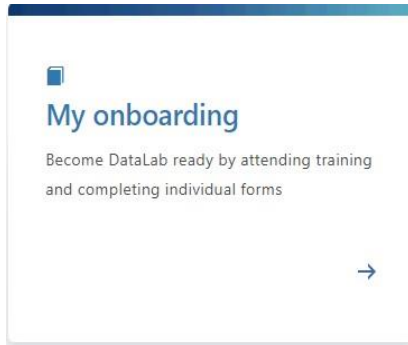 My onboarding
Become DataLab ready by attending training
and completing individual forms